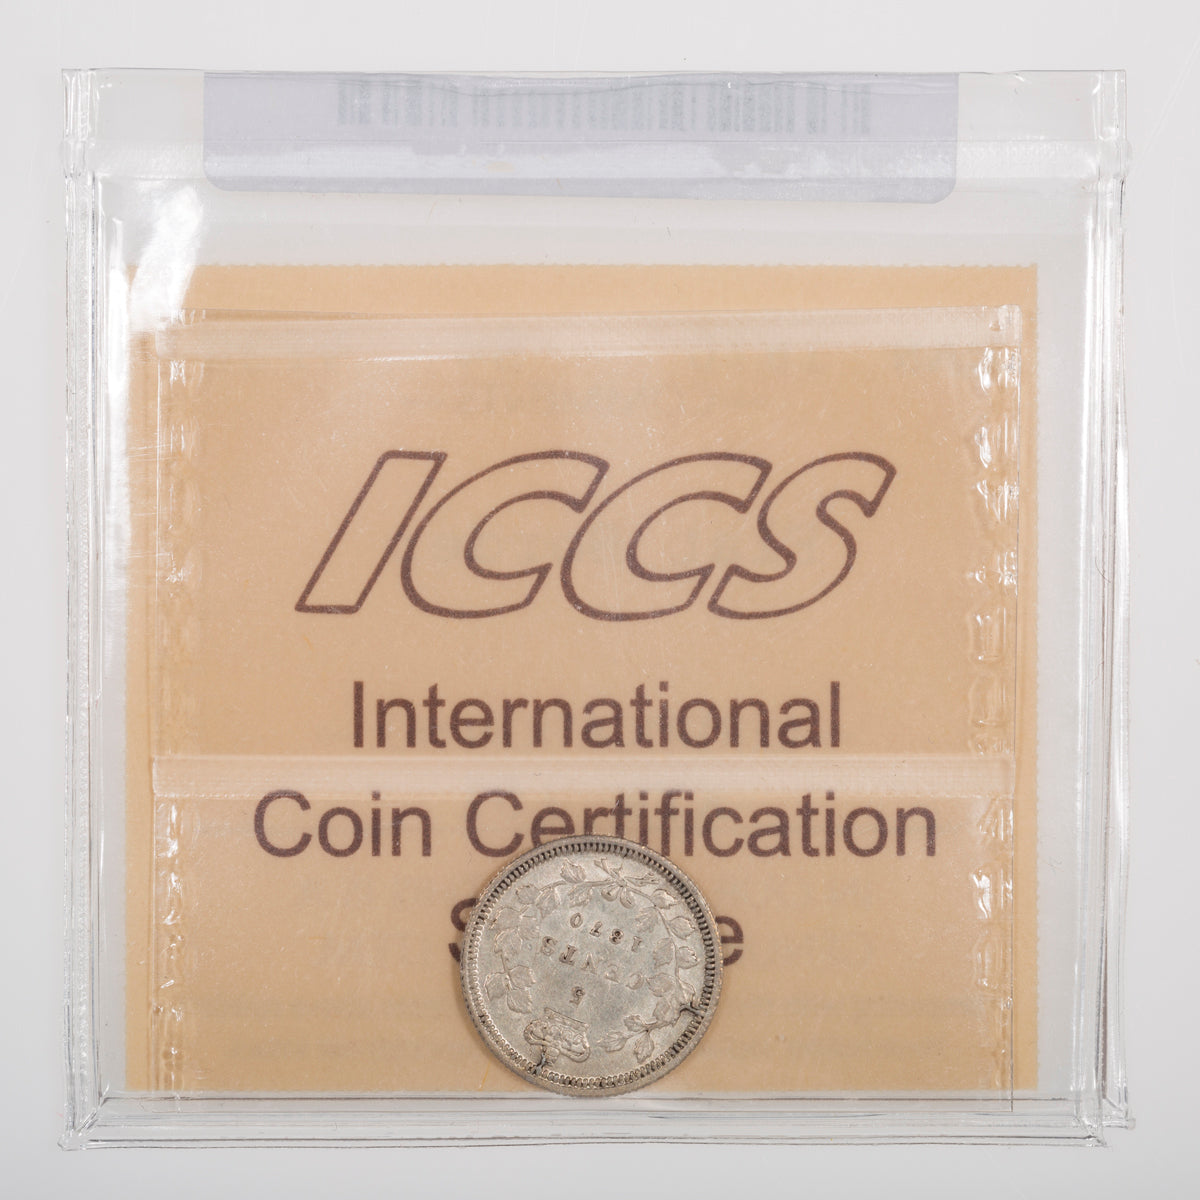 ICCS
International
Coin Certification
5
CENTS
1870